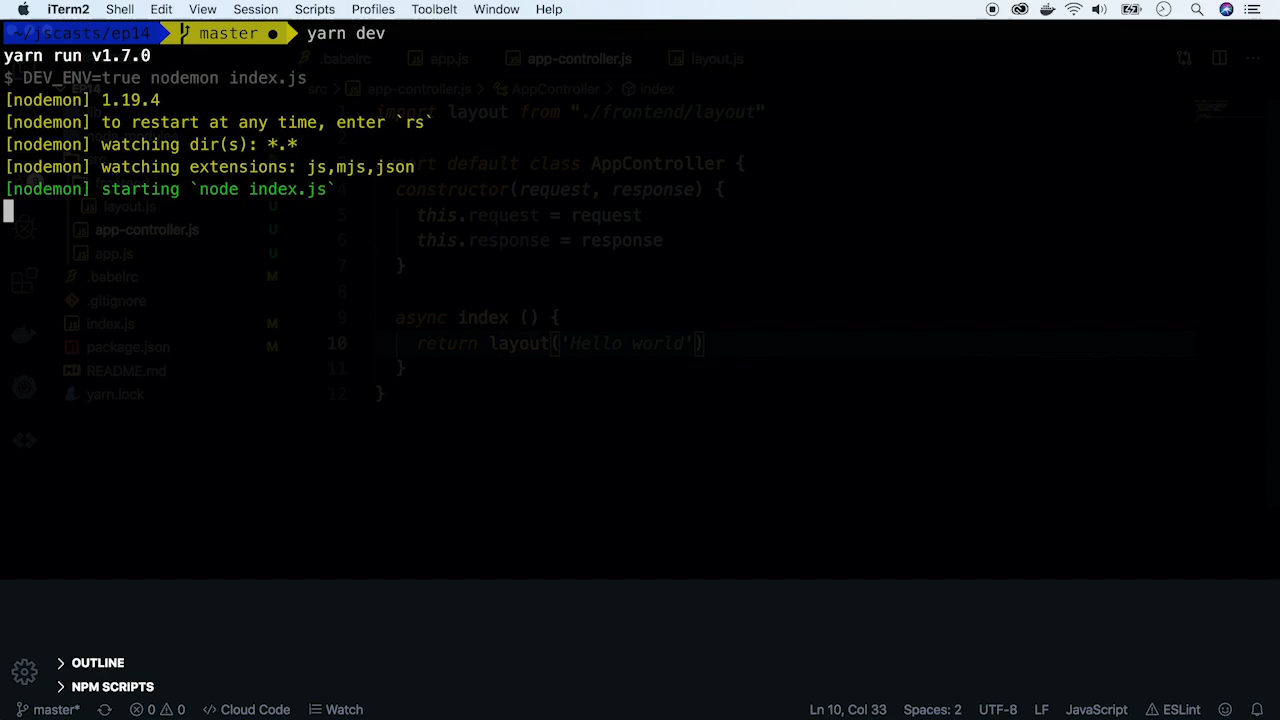 iTerm2 Shell Edit View Session Scripts Profiles Toolbelt Window Help
~/jscasts/ep14 master ● yarn dev
yarn run v1.7.0
$ DEV_ENV=true nodemon index.js
[nodemon] 1.19.4
[nodemon] to restart at any time, enter `rs`
[nodemon] watching dir(s): *.*
[nodemon] watching extensions: js,mjs,json
[nodemon] starting `node index.js`
.babelrc app.js app-controller.js layout.js
src > app-controller.js > AppController > index
EP14
layout.js U
app-controller.js U
app.js U
.babelrc M
.gitignore
index.js M
package.json M
README.md
yarn.lock
1 import layout from "./frontend/layout"
export default class AppController {
4 constructor(request, response) {
5 this.request = request
6 this.response = response
7 }
8
9 async index () {
10 return layout('Hello world')
11 }
12 }
OUTLINE
NPM SCRIPTS
master* 0 0 Cloud Code Watch Ln 10, Col 33 Spaces: 2 UTF-8 LF JavaScript ESLint